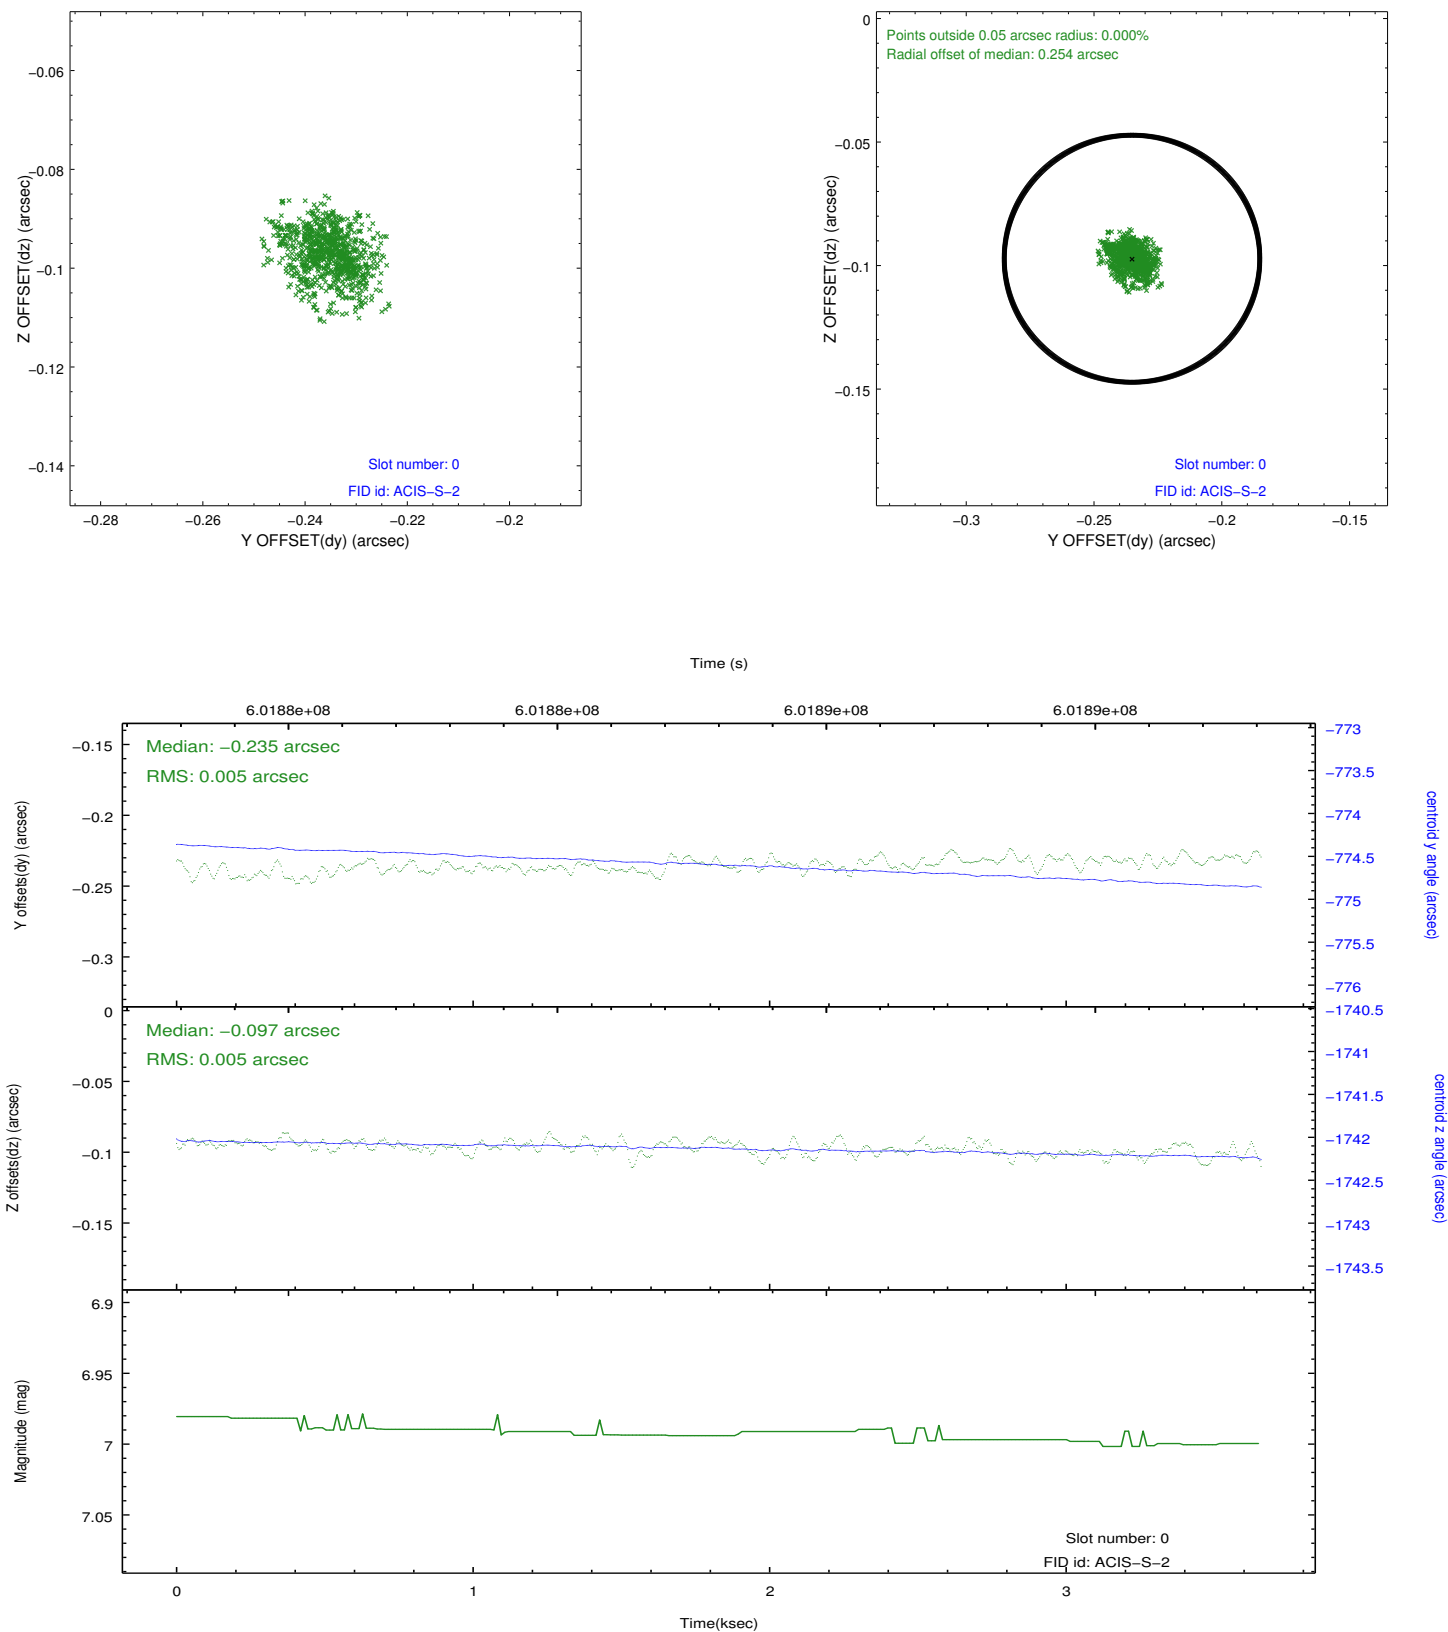 −0.06
−0.08
−0.1
−0.12
−0.14
Z OFFSET(dz) (arcsec)
Slot number: 0
FID id: ACIS−S−2
−0.28
−0.26
−0.24
−0.22
−0.2
Y OFFSET(dy) (arcsec)
0
−0.05
−0.1
−0.15
Z OFFSET(dz) (arcsec)
Points outside 0.05 arcsec radius: 0.000%
Radial offset of median: 0.254 arcsec
Slot number: 0
FID id: ACIS−S−2
−0.3
−0.25
−0.2
−0.15
Y OFFSET(dy) (arcsec)
Time (s)
6.0188e+08
6.0188e+08
6.0189e+08
6.0189e+08
−0.15
−0.2
−0.25
−0.3
Y offsets(dy) (arcsec)
Median: −0.235 arcsec
RMS: 0.005 arcsec
−773
−773.5
−774
−774.5
−775
−775.5
−776
centroid y angle (arcsec)
0
−0.05
−0.1
−0.15
Z offsets(dz) (arcsec)
Median: −0.097 arcsec
RMS: 0.005 arcsec
−1740.5
−1741
−1741.5
−1742
−1742.5
−1743
−1743.5
centroid z angle (arcsec)
6.9
6.95
7
7.05
Magnitude (mag)
Slot number: 0
FID id: ACIS−S−2
0
1
2
3
Time(ksec)